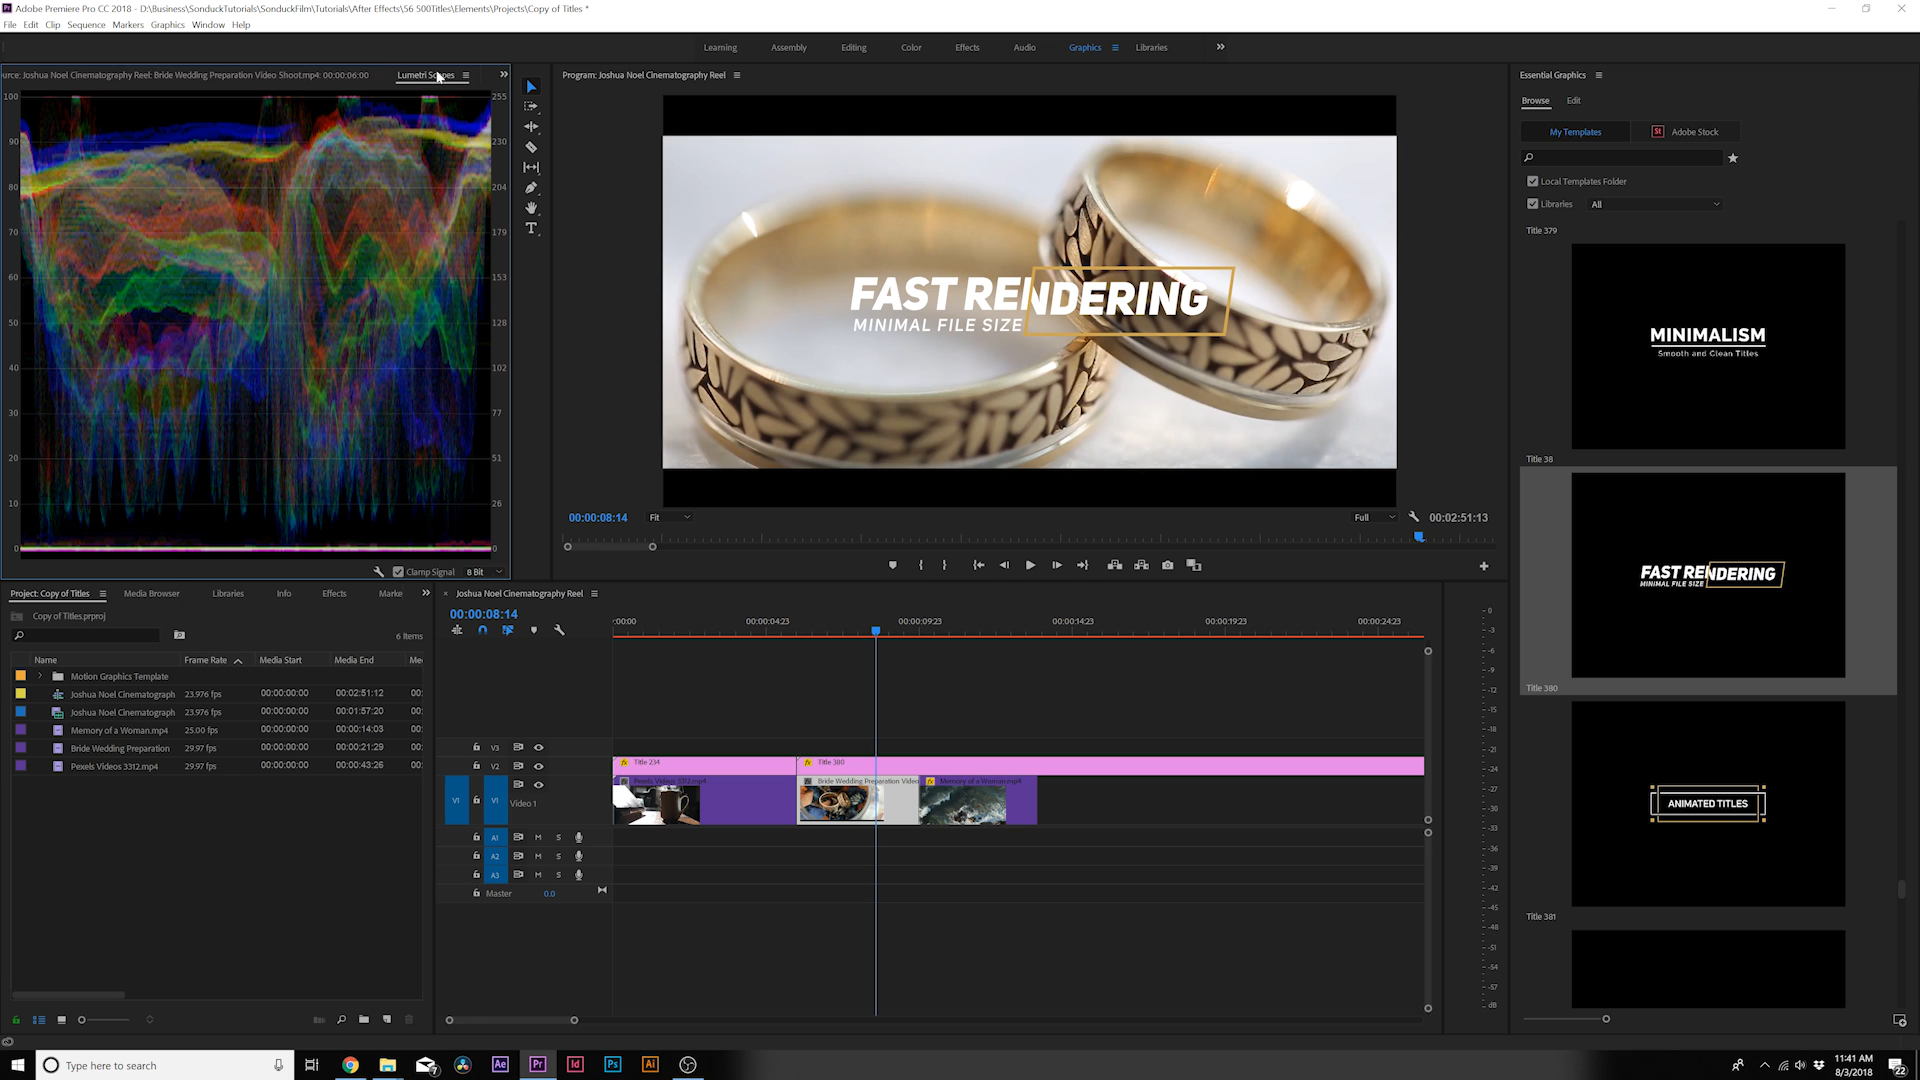 Adobe Premiere Pro CC 2018 - D:\Business\SonduckTutorials\SonduckFilm\Tutorials\After Effects\56 500Titles\Elements\Projects\Copy of Titles *
File Edit Clip Sequence Markers Graphics Window Help
Learning Assembly Editing Color Effects Audio Graphics Libraries
urce: Joshua Noel Cinematography Reel: Bride Wedding Preparation Video Shoot.mp4: 00:00:06:00
Lumetri Scopes
Program: Joshua Noel Cinematography Reel
Essential Graphics
Browse Edit
My Templates
St Adobe Stock
Local Templates Folder
Libraries All
100 90 80 70 60 50 40 30 20 10 0
255 230 204 179 153 128 102 77 51 26 0
Clamp Signal 8 Bit
FAST RENDERING
MINIMAL FILE SIZE
00:00:08:14 Fit Full 00:02:51:13
Title 379
MINIMALISM
Smooth and Clean Titles
Title 38
FAST RENDERING
MINIMAL FILE SIZE
Title 380
ANIMATED TITLES
Title 381
Project: Copy of Titles Media Browser Libraries Info Effects Marke
Copy of Titles.prproj
6 Items
Name Frame Rate Media Start Media End Me
Motion Graphics Template
Joshua Noel Cinematograph 23.976 fps 00:00:00:00 00:02:51:12 00:
Joshua Noel Cinematograph 23.976 fps 00:00:00:00 00:01:57:20 00:
Memory of a Woman.mp4 25.00 fps 00:00:00:00 00:00:14:03 00:
Bride Wedding Preparation 29.97 fps 00:00:00:00 00:00:21:29 00:
Pexels Videos 3312.mp4 29.97 fps 00:00:00:00 00:00:43:26 00:
Joshua Noel Cinematography Reel
00:00:08:14
:00:00 00:00:04:23 00:00:09:23 00:00:14:23 00:00:19:23 00:00:24:23
V3
V2
V1 V1 Video 1
A1 M S
A2 M S
A3 M S
Master 0.0
fx Title 234 fx Title 380
fx Pexels Videos 3312.mp4 fx Bride Wedding Preparation Video fx Memory of a Woman.mp4
0 -3 -6 -9 -12 -15 -18 -21 -24 -27 -30 -33 -36 -39 -42 -45 -48 -51 -54 -57 dB
Type here to search
7 Ae Pr Id Ps Ai
11:41 AM
8/3/2018
22